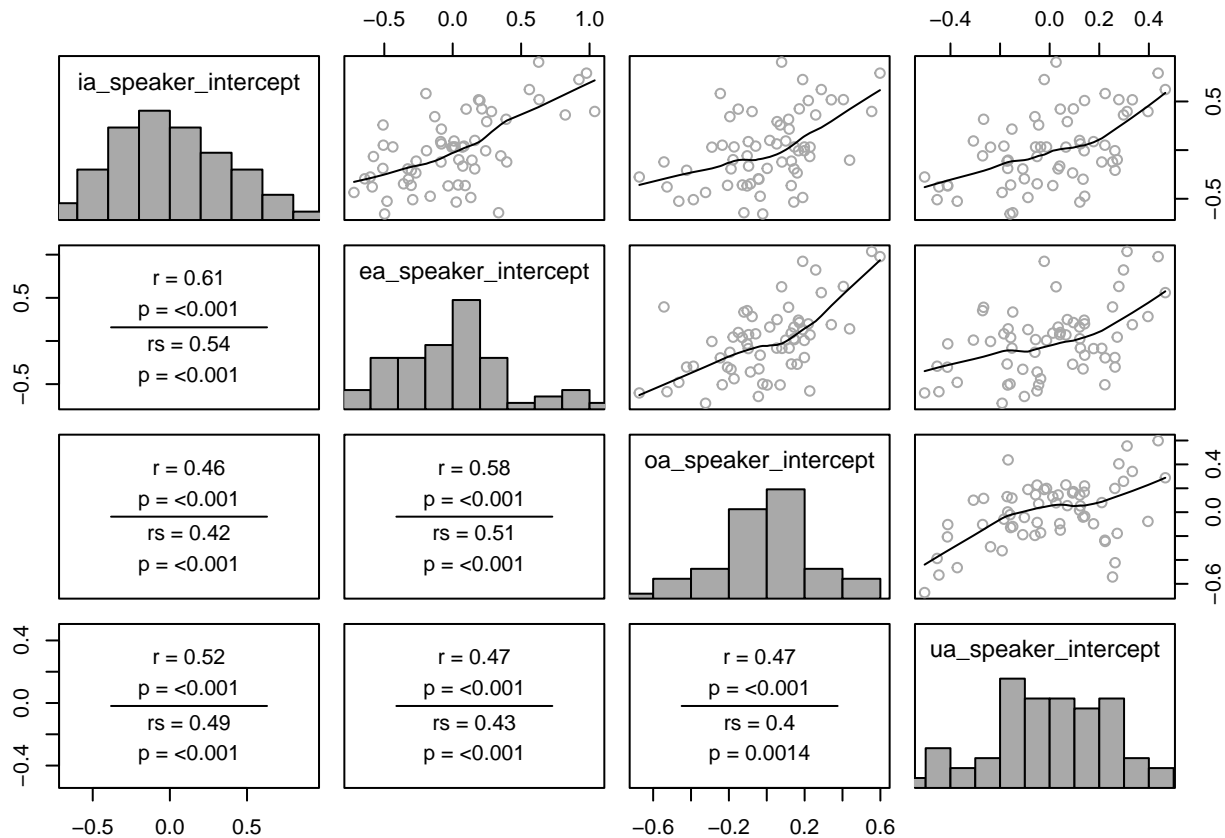 −0.5 0.0 0.5 1.0 −0.4 0.0 0.2 0.4
ia_speaker_intercept
−0.5 0.5
−0.5 0.5
r = 0.61
p = <0.001
rs = 0.54
p = <0.001
ea_speaker_intercept
r = 0.46
p = <0.001
rs = 0.42
p = <0.001
r = 0.58
p = <0.001
rs = 0.51
p = <0.001
oa_speaker_intercept
−0.6 0.0 0.4
−0.4 0.0 0.4
r = 0.52
p = <0.001
rs = 0.49
p = <0.001
r = 0.47
p = <0.001
rs = 0.43
p = <0.001
r = 0.47
p = <0.001
rs = 0.4
p = 0.0014
ua_speaker_intercept
−0.5 0.0 0.5 −0.6 −0.2 0.2 0.6